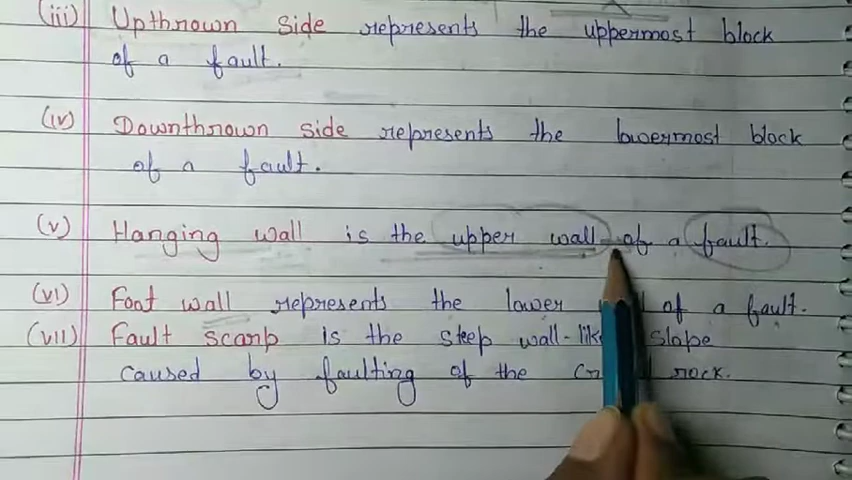 (iii) Upthrown side represents the uppermost block
of a fault.
(iv) Downthrown side represents the lowermost block
of a fault.
(v) Hanging wall is the upper wall of a fault.
(vi) Foot wall represents the lower of a fault.
(vii) Fault scarp is the steep wall-like slope
caused by faulting of the rock.